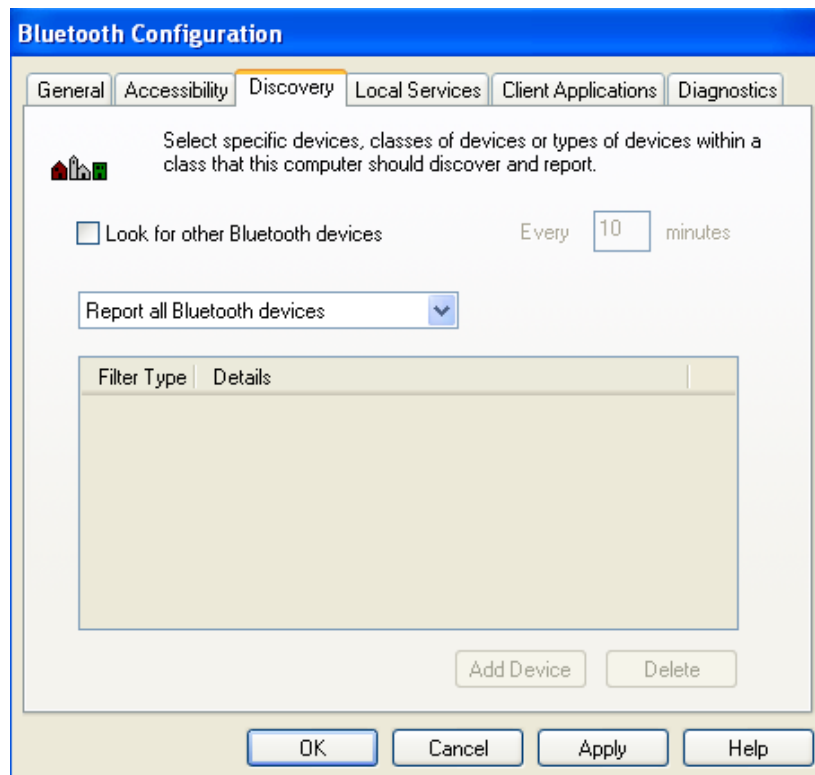 Bluetooth Configuration
General Accessibility Discovery Local Services Client Applications Diagnostics
Select specific devices, classes of devices or types of devices within a
class that this computer should discover and report.
Look for other Bluetooth devices Every 10 minutes
Report all Bluetooth devices
Filter Type Details
Add Device Delete
OK Cancel Apply Help